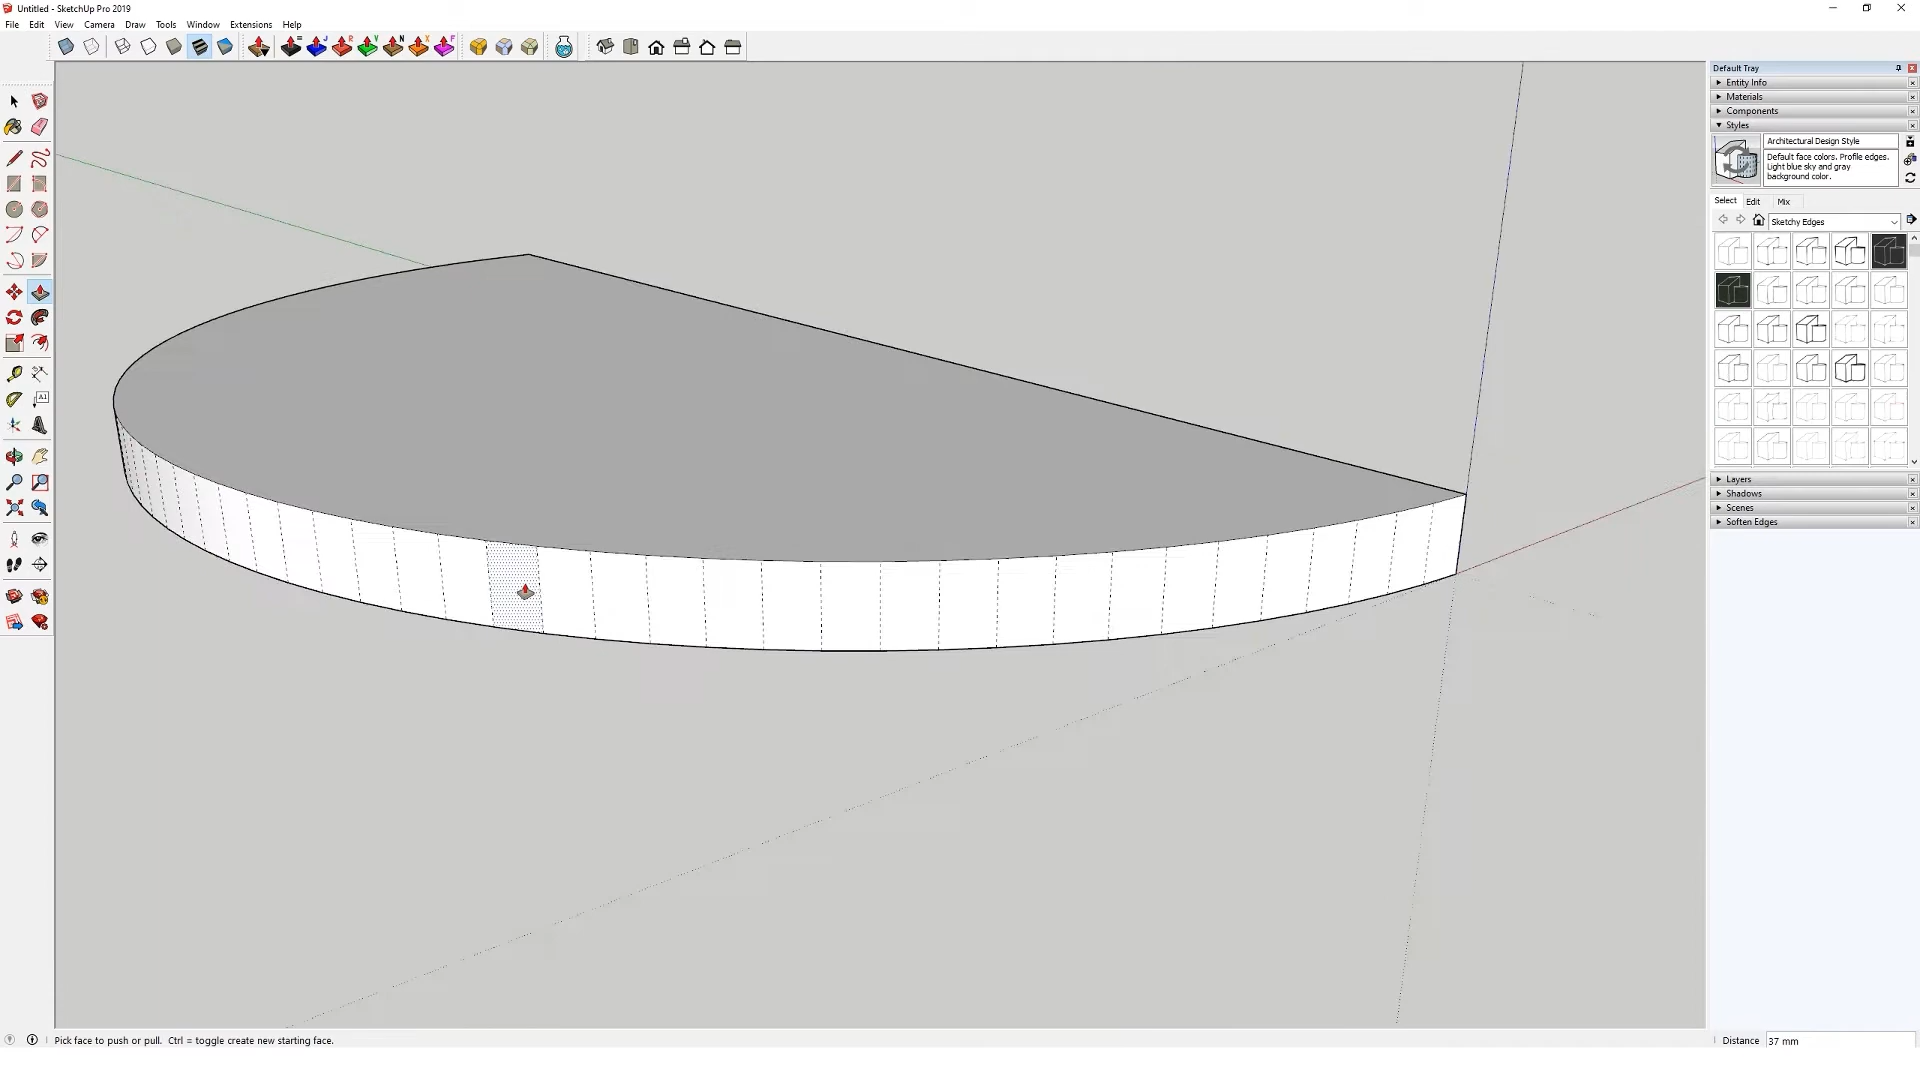 Untitled - SketchUp Pro 2019
File Edit View Camera Draw Tools Window Extensions Help
= J R V N X F
Default Tray
Entity Info
Materials
Components
Styles
Architectural Design Style
Default face colors. Profile edges.
Light blue sky and gray
background color.
Select Edit Mix
Sketchy Edges
A1
Layers
Shadows
Scenes
Soften Edges
Pick face to push or pull. Ctrl = toggle create new starting face.
Distance 37 mm